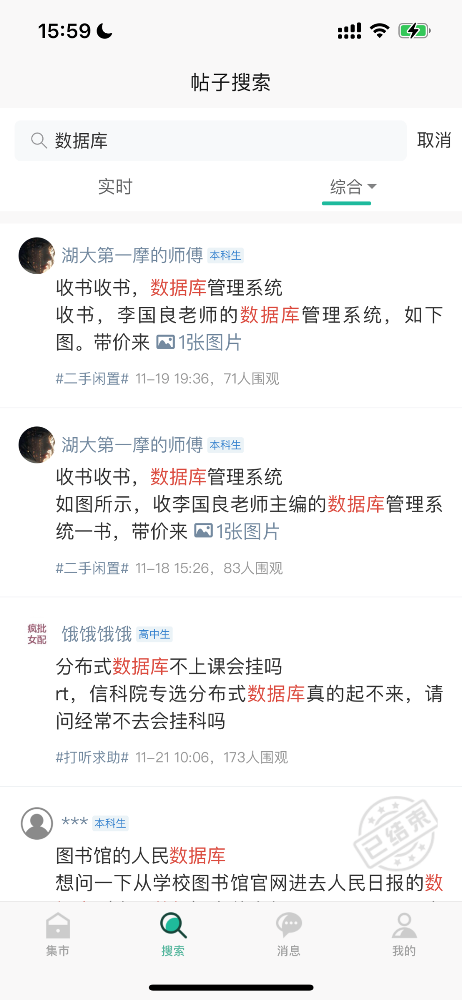 15:59
帖子搜索
数据库
取消
实时
综合
湖大第一摩的师傅 本科生
收书收书，数据库管理系统
收书，李国良老师的数据库管理系统，如下
图。带价来 1张图片
#二手闲置# 11-19 19:36，71人围观
湖大第一摩的师傅 本科生
收书收书，数据库管理系统
如图所示，收李国良老师主编的数据库管理系
统一书，带价来 1张图片
#二手闲置# 11-18 15:26，83人围观
疯批
女配
饿饿饿饿 高中生
分布式数据库不上课会挂吗
rt，信科院专选分布式数据库真的起不来，请
问经常不去会挂科吗
#打听求助# 11-21 10:06，173人围观
*** 本科生
已结束
图书馆的人民数据库
想问一下从学校图书馆官网进去人民日报的数
集市
搜索
消息
我的